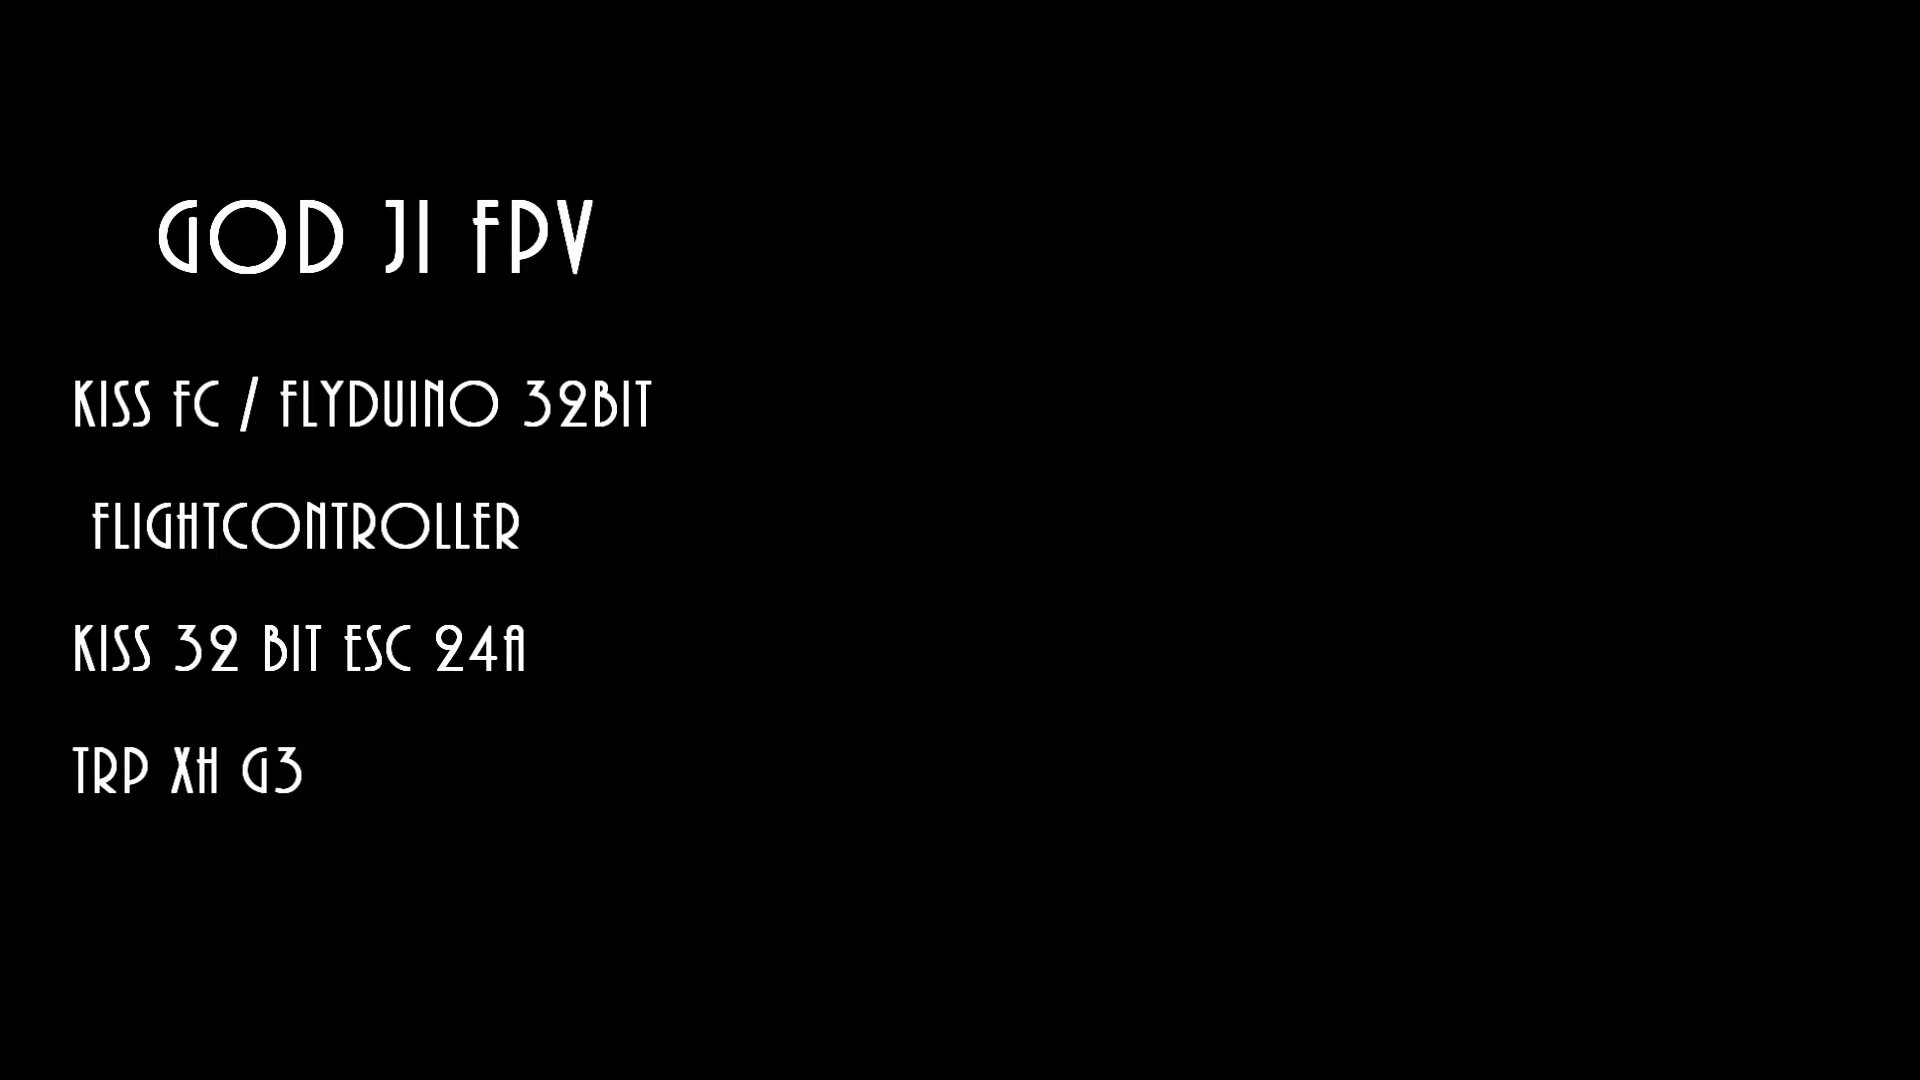 GOD JI FPV
KISS FC / FLYDUINO 32BIT
FLIGHTCONTROLLER
KISS 32 BIT ESC 24A
TRP XH G3